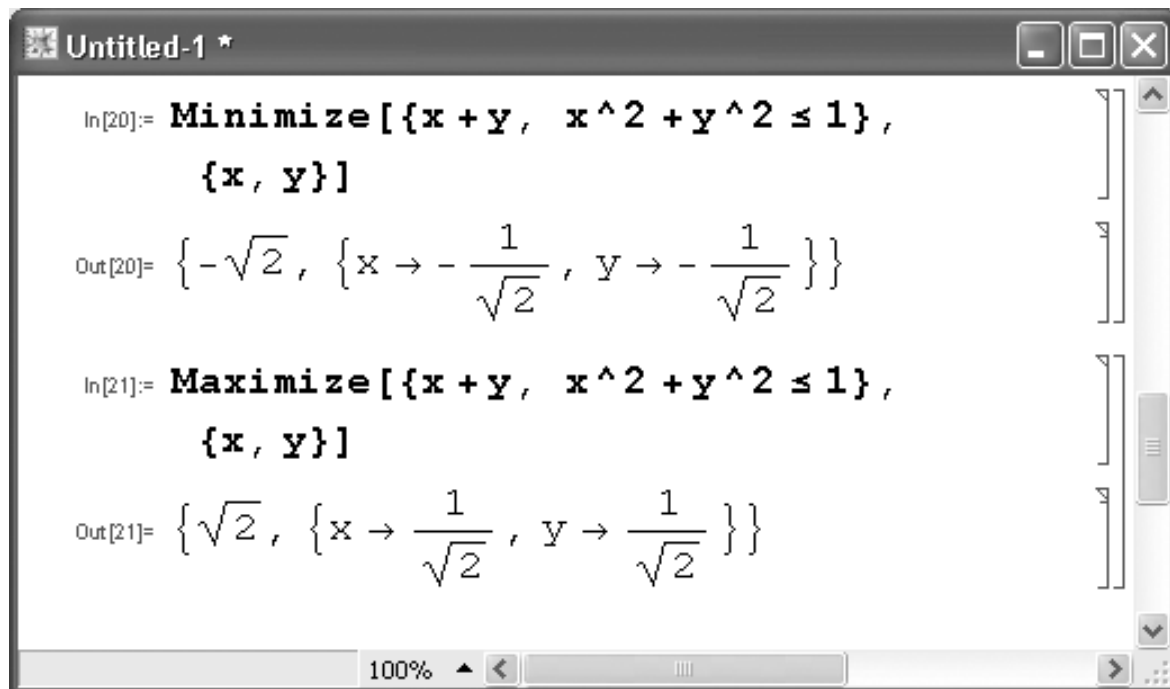 Untitled-1 *
In[20]:= Minimize[{x + y, x^2 + y^2 ≤ 1},
{x, y}]
Out[20]= {-√2, {x → -1/√2, y → -1/√2}}
In[21]:= Maximize[{x + y, x^2 + y^2 ≤ 1},
{x, y}]
Out[21]= {√2, {x → 1/√2, y → 1/√2}}
100%